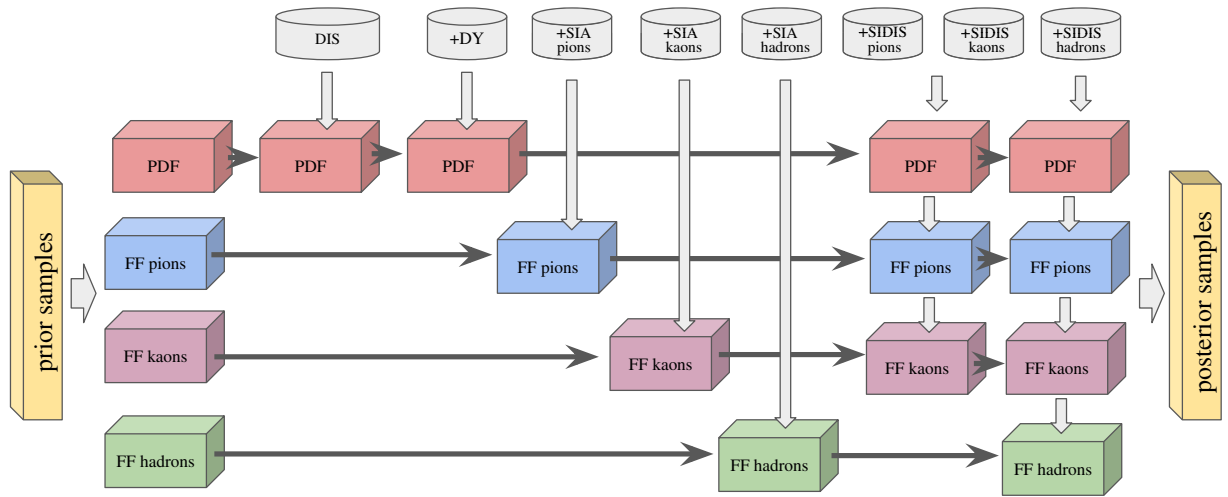 DIS
+DY
+SIA
pions
+SIA
kaons
+SIA
hadrons
+SIDIS
pions
+SIDIS
kaons
+SIDIS
hadrons
PDF
PDF
PDF
PDF
PDF
prior samples
FF pions
FF pions
FF pions
FF pions
posterior samples
FF kaons
FF kaons
FF kaons
FF kaons
FF hadrons
FF hadrons
FF hadrons